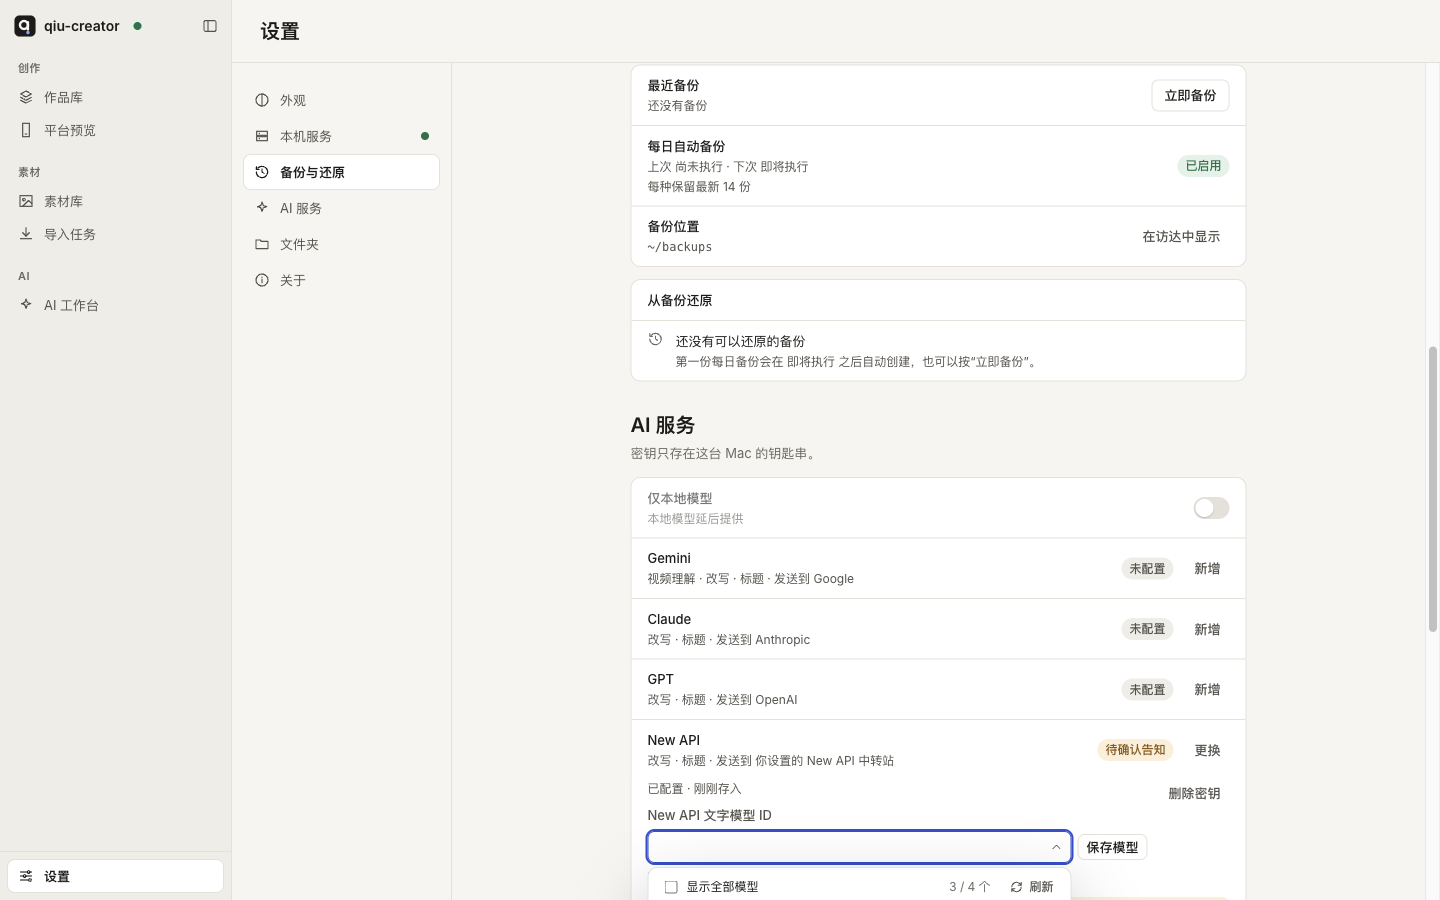 qiu-creator
创作
作品库
平台预览
素材
素材库
导入任务
AI
AI 工作台
设置
设置
外观
本机服务
备份与还原
AI 服务
文件夹
关于
最近备份
还没有备份
立即备份
每日自动备份
上次 尚未执行 · 下次 即将执行
每种保留最新 14 份
已启用
备份位置
~/backups
在访达中显示
从备份还原
还没有可以还原的备份
第一份每日备份会在 即将执行 之后自动创建，也可以按“立即备份”。
AI 服务
密钥只存在这台 Mac 的钥匙串。
仅本地模型
本地模型延后提供
Gemini
视频理解 · 改写 · 标题 · 发送到 Google
未配置
新增
Claude
改写 · 标题 · 发送到 Anthropic
未配置
新增
GPT
改写 · 标题 · 发送到 OpenAI
未配置
新增
New API
改写 · 标题 · 发送到 你设置的 New API 中转站
待确认告知
更换
已配置 · 刚刚存入
删除密钥
New API 文字模型 ID
保存模型
显示全部模型
3 / 4 个
刷新